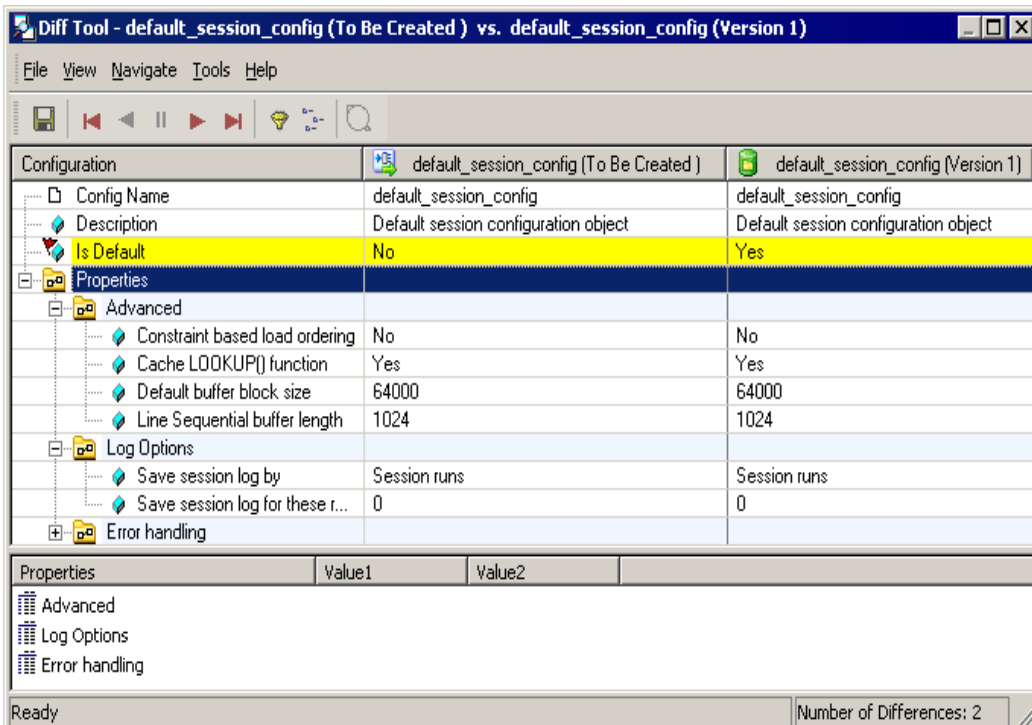 Diff Tool - default_session_config (To Be Created ) vs. default_session_config (Version 1)
File View Navigate Tools Help
Configuration default_session_config (To Be Created ) default_session_config (Version 1)
Config Name default_session_config default_session_config
Description Default session configuration object Default session configuration object
Is Default No Yes
Properties
Advanced
Constraint based load ordering No No
Cache LOOKUP() function Yes Yes
Default buffer block size 64000 64000
Line Sequential buffer length 1024 1024
Log Options
Save session log by Session runs Session runs
Save session log for these r... 0 0
Error handling
Properties Value1 Value2
Advanced
Log Options
Error handling
Ready Number of Differences: 2